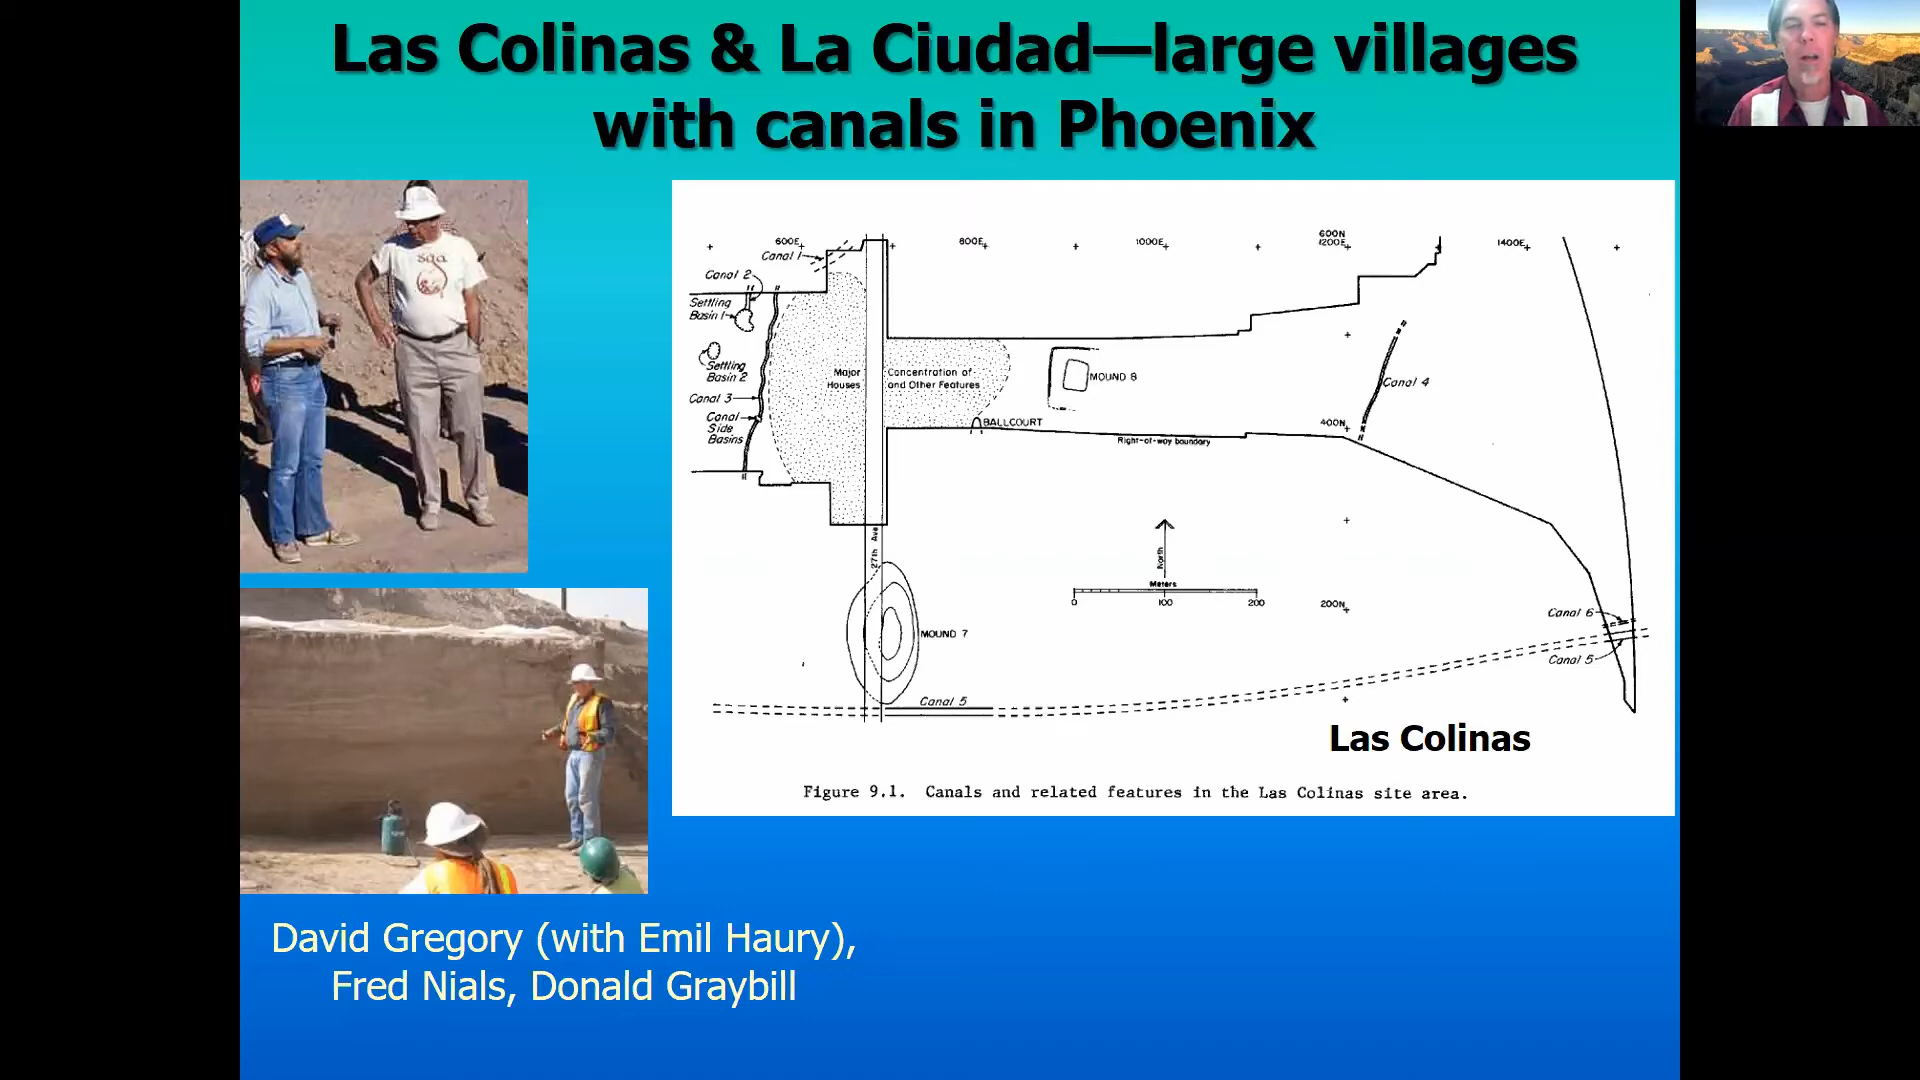 Las Colinas & La Ciudad—large villages
with canals in Phoenix
600E
800E
1000E
600N
1200E
1400E
Canal 1
Canal 2
Settling
Basin 1
Settling
Basin 2
Canal 3
Canal
Side
Basins
Major
Houses
Concentration of
and Other Features
MOUND 8
BALLCOURT
Canal 4
400N
Right-of-way boundary
27th Ave
North
Meters
0
100
200
200N
MOUND 7
Canal 5
Canal 6
Canal 5
Las Colinas
Figure 9.1. Canals and related features in the Las Colinas site area.
David Gregory (with Emil Haury),
Fred Nials, Donald Graybill